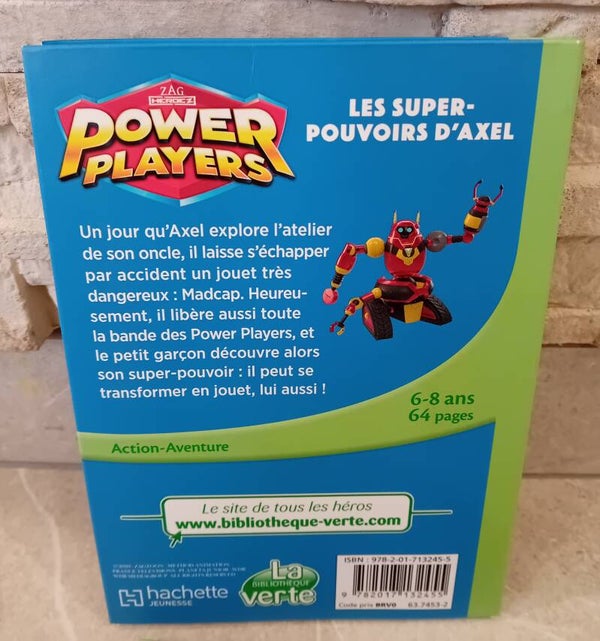 ZAG
HEROEZ
POWER
PLAYERS
LES SUPER-
POUVOIRS D'AXEL
Un jour qu'Axel explore l'atelier
de son oncle, il laisse s'échapper
par accident un jouet très
dangereux : Madcap. Heureu-
sement, il libère aussi toute
la bande des Power Players, et
le petit garçon découvre alors
son super-pouvoir : il peut se
transformer en jouet, lui aussi !
6-8 ans
64 pages
Action-Aventure
Le site de tous les héros
www.bibliotheque-verte.com
ISBN : 978-2-01-713245-5
hachette
JEUNESSE
La
BIBLIOTHÈQUE
verte
9 782017 132455
Code prix BRV0 63.7453-2